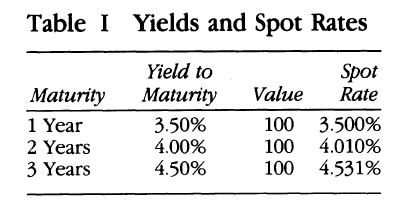 Table I Yields and Spot Rates
Yield to Spot
Maturity Maturity Value Rate
1 Year 3.50% 100 3.500%
2 Years 4.00% 100 4.010%
3 Years 4.50% 100 4.531%